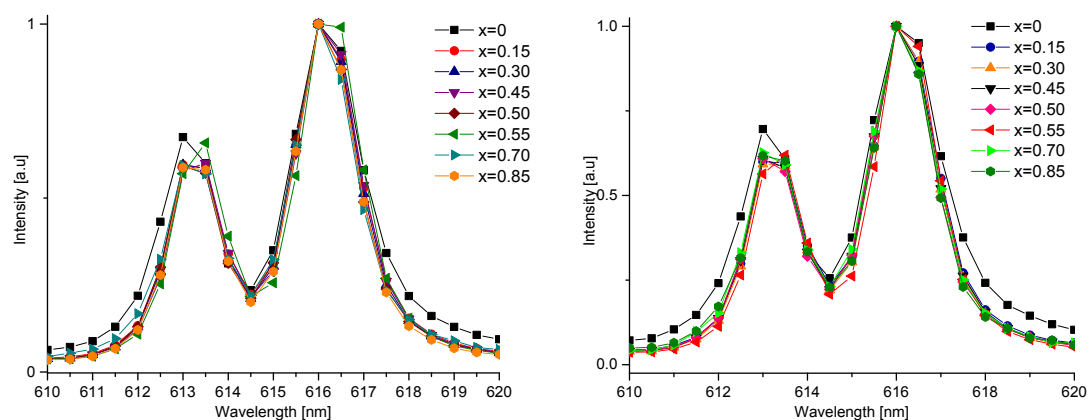 1
0
Intensity [a.u]
610 611 612 613 614 615 616 617 618 619 620
Wavelength [nm]
x=0
x=0.15
x=0.30
x=0.45
x=0.50
x=0.55
x=0.70
x=0.85
1.0
0.5
0.0
Intensity [a.u]
610 612 614 616 618 620
Wavelength [nm]
x=0
x=0.15
x=0.30
x=0.45
x=0.50
x=0.55
x=0.70
x=0.85